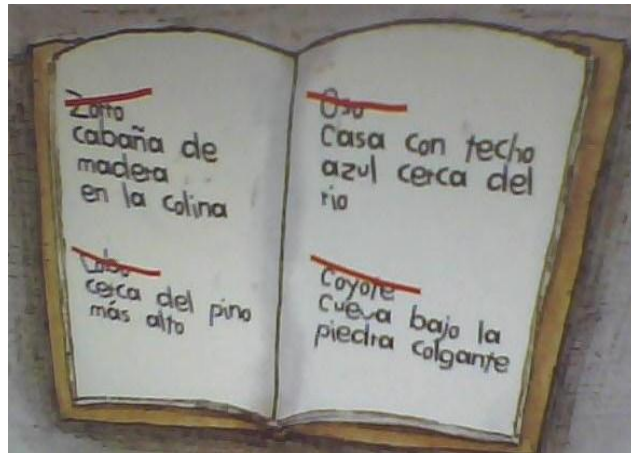 Zorro
cabaña de
madera
en la colina
Lobo
cerca del pino
más alto
Oso
Casa con techo
azul cerca del
rio
Coyote
Cueva bajo la
piedra colgante